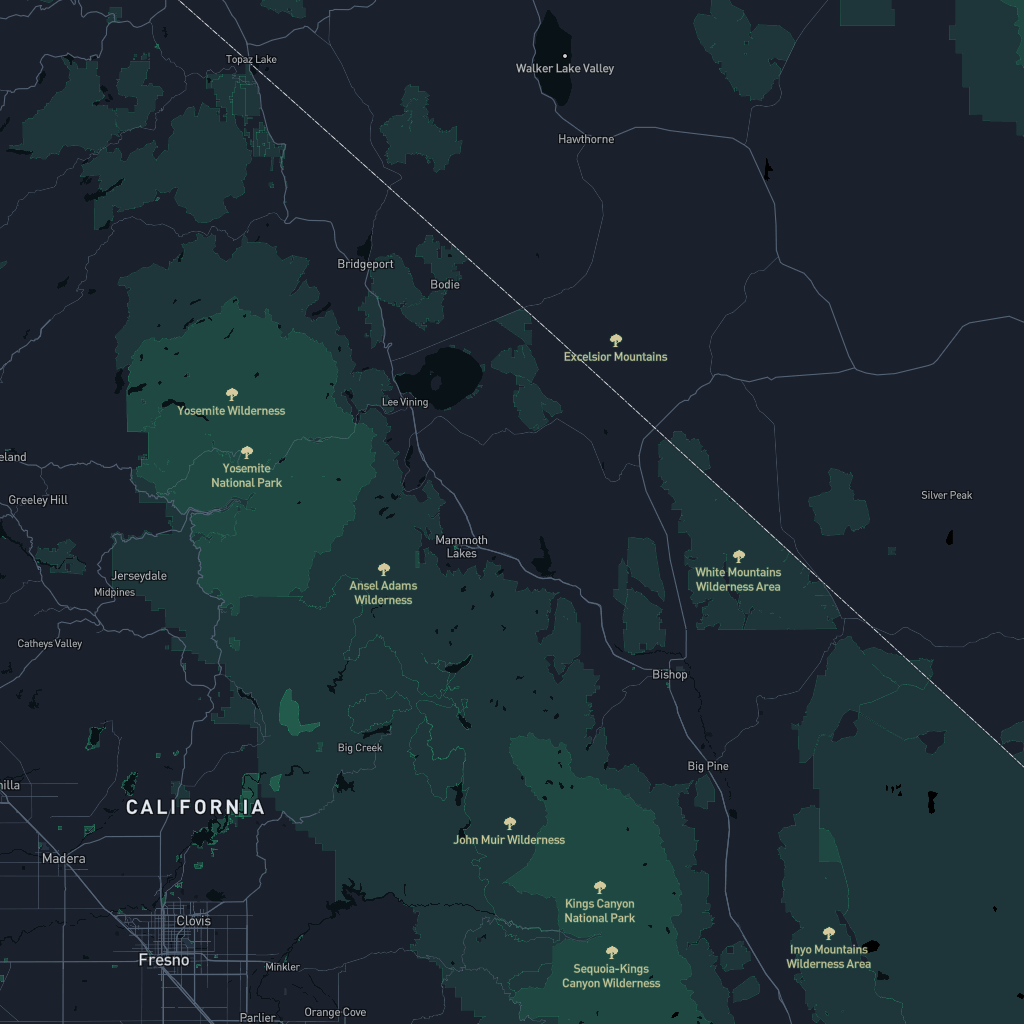 Topaz Lake
Walker Lake Valley
Hawthorne
Bridgeport
Bodie
Excelsior Mountains
Yosemite Wilderness
Lee Vining
Yosemite
National Park
eland
Greeley Hill
Silver Peak
Mammoth
Lakes
Jerseydale
Midpines
Ansel Adams
Wilderness
White Mountains
Wilderness Area
Catheys Valley
Bishop
Big Creek
Big Pine
nilla
CALIFORNIA
John Muir Wilderness
Madera
Kings Canyon
National Park
Clovis
Fresno
Minkler
Sequoia-Kings
Canyon Wilderness
Inyo Mountains
Wilderness Area
Parlier
Orange Cove